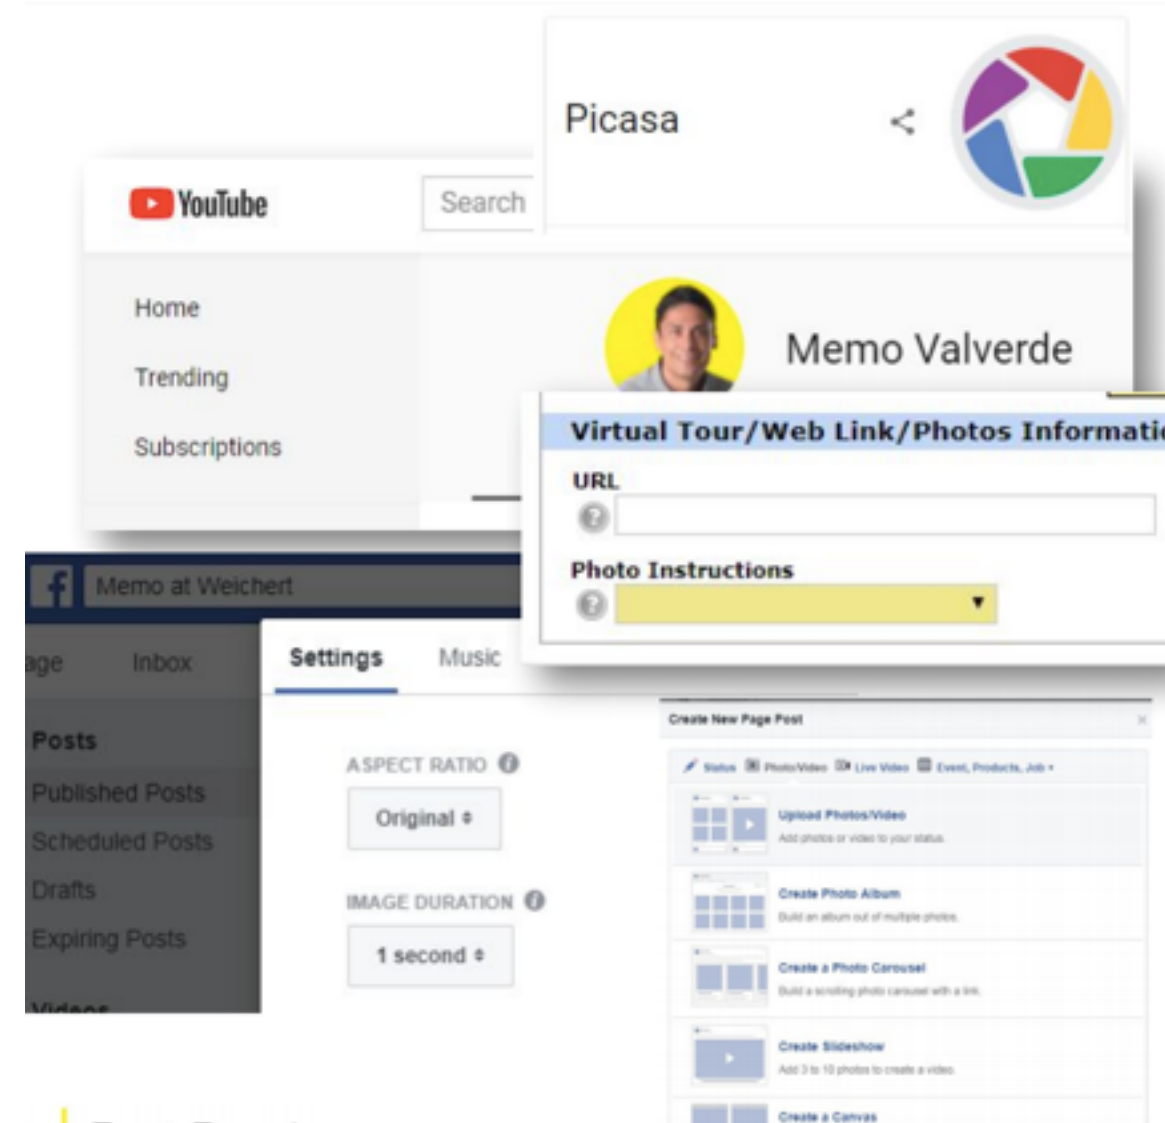 Picasa
YouTube
Search
Home
Trending
Subscriptions
Memo Valverde
Virtual Tour/Web Link/Photos Informatio
URL
Photo Instructions
Memo at Weichert
age
Inbox
Settings
Music
Posts
Published Posts
Scheduled Posts
Drafts
Expiring Posts
Videos
ASPECT RATIO
Original
IMAGE DURATION
1 second
Create New Page Post
Status Photo/Video Live Video Event, Products, Job
Upload Photos/Video
Add photos or video to your status.
Create Photo Album
Build an album out of multiple photos.
Create a Photo Carousel
Build a scrolling photo carousel with a link.
Create Slideshow
Add 3 to 10 photos to create a video.
Create a Canvas